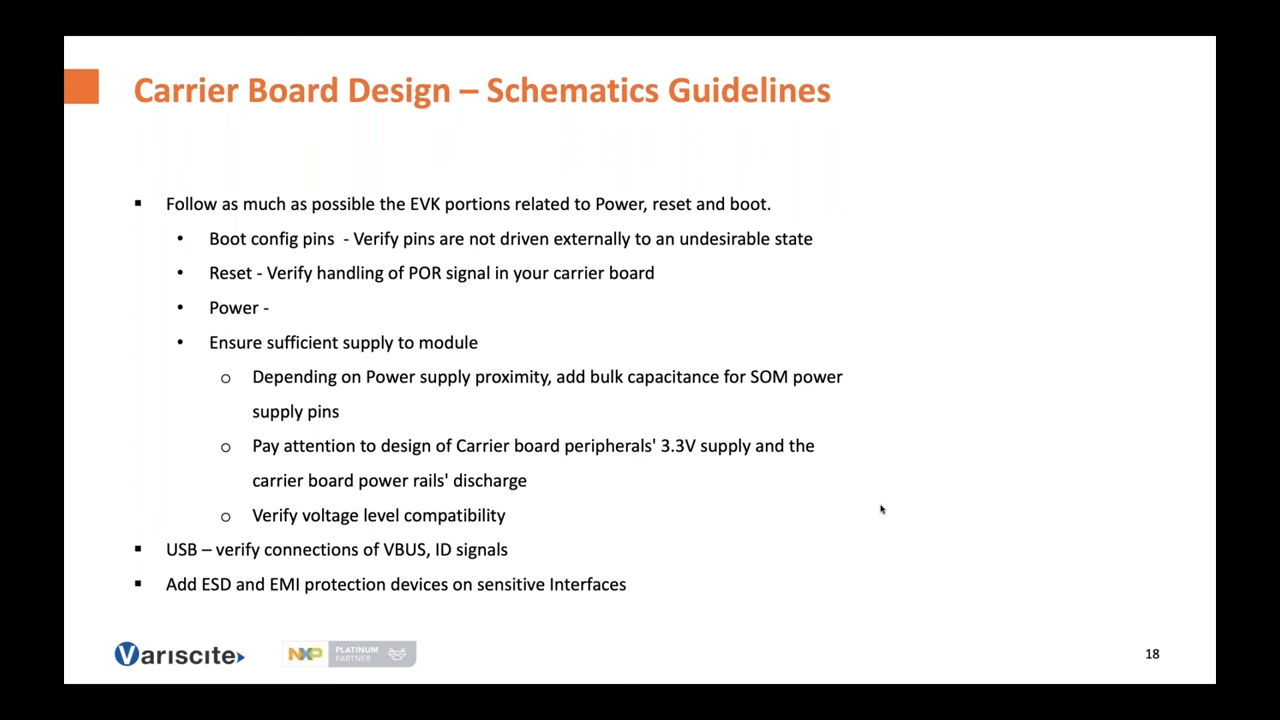 Carrier Board Design – Schematics Guidelines
▪ Follow as much as possible the EVK portions related to Power, reset and boot.
• Boot config pins - Verify pins are not driven externally to an undesirable state
• Reset - Verify handling of POR signal in your carrier board
• Power -
• Ensure sufficient supply to module
o Depending on Power supply proximity, add bulk capacitance for SOM power
supply pins
o Pay attention to design of Carrier board peripherals' 3.3V supply and the
carrier board power rails' discharge
o Verify voltage level compatibility
▪ USB – verify connections of VBUS, ID signals
▪ Add ESD and EMI protection devices on sensitive Interfaces
Variscite
NXP
PLATINUM
PARTNER
18